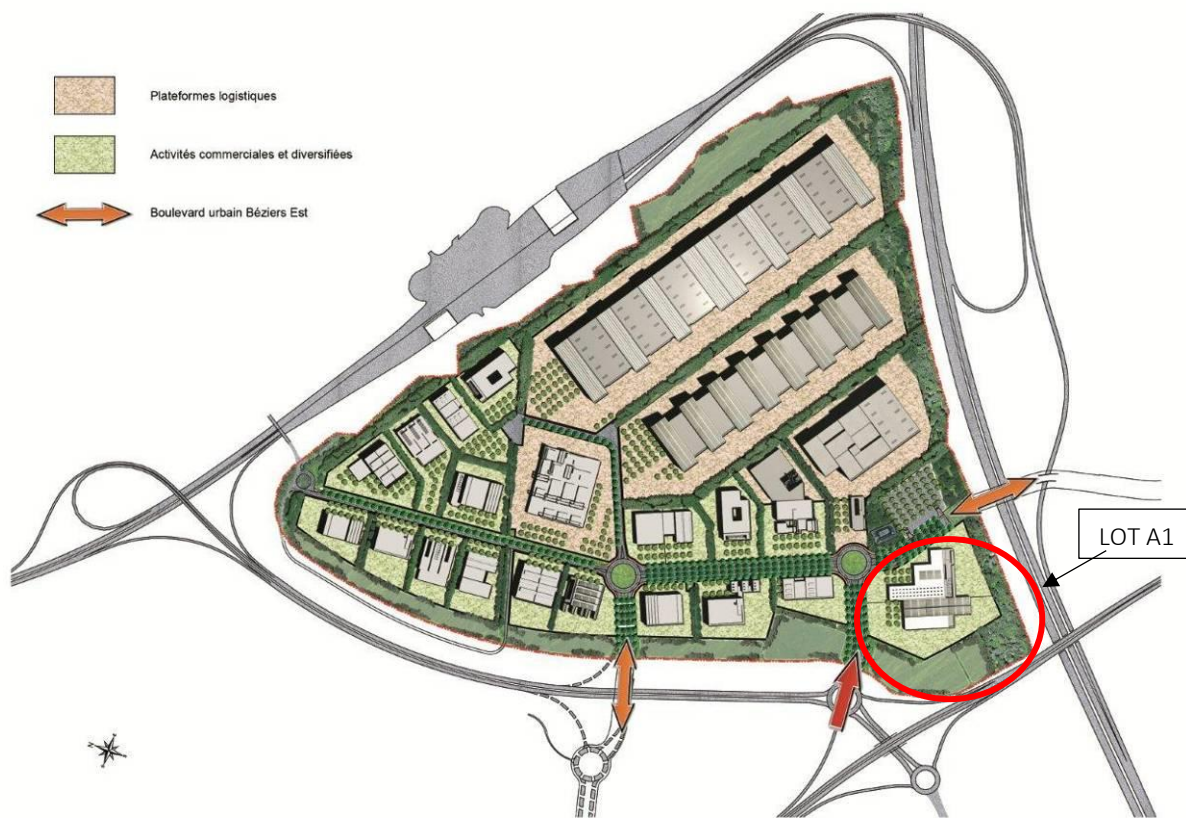 Plateformes logistiques
Activités commerciales et diversifiées
Boulevard urbain Béziers Est
LOT A1